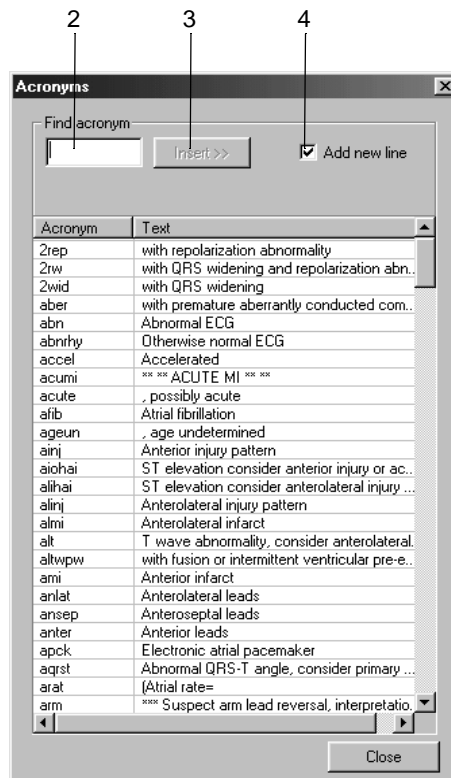 2 3 4
Acronyms
Find acronym
Insert >> Add new line
Acronym Text
2rep with repolarization abnormality
2rw with QRS widening and repolarization abn..
2wid with QRS widening
aber with premature aberrantly conducted com..
abn Abnormal ECG
abnrhy Otherwise normal ECG
accel Accelerated
acumi ** ** ACUTE MI ** **
acute , possibly acute
afib Atrial fibrillation
ageun , age undetermined
ainj Anterior injury pattern
aiohai ST elevation consider anterior injury or ac..
alihai ST elevation consider anterolateral injury ...
alinj Anterolateral injury pattern
almi Anterolateral infarct
alt T wave abnormality, consider anterolateral.
altwpw with fusion or intermittent ventricular pre-e..
ami Anterior infarct
anlat Anterolateral leads
ansep Anteroseptal leads
anter Anterior leads
apck Electronic atrial pacemaker
aqrst Abnormal QRS-T angle, consider primary ...
arat (Atrial rate=
arm *** Suspect arm lead reversal, interpretatio.
Close